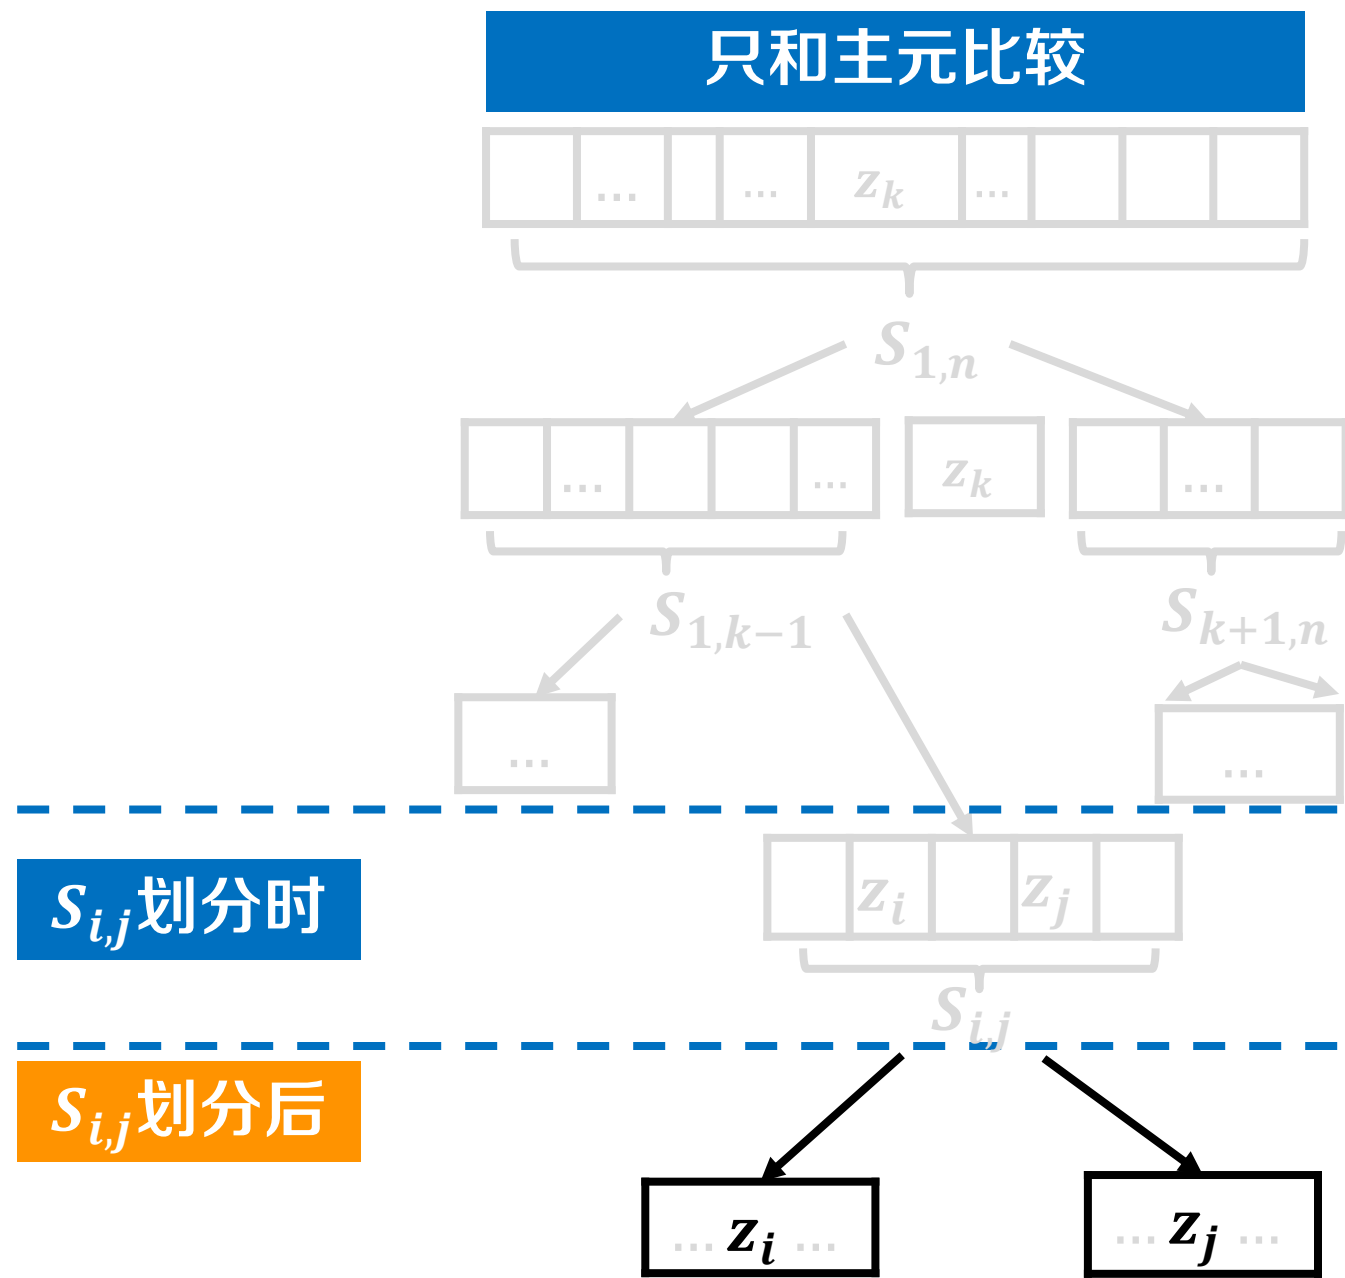 只和主元比较
... ... z_k ...
S_{1,n}
... ... z_k ...
S_{1,k-1} S_{k+1,n}
... ...
S_{i,j}划分时 z_i z_j
S_{i,j}
S_{i,j}划分后
... z_i ... ... z_j ...